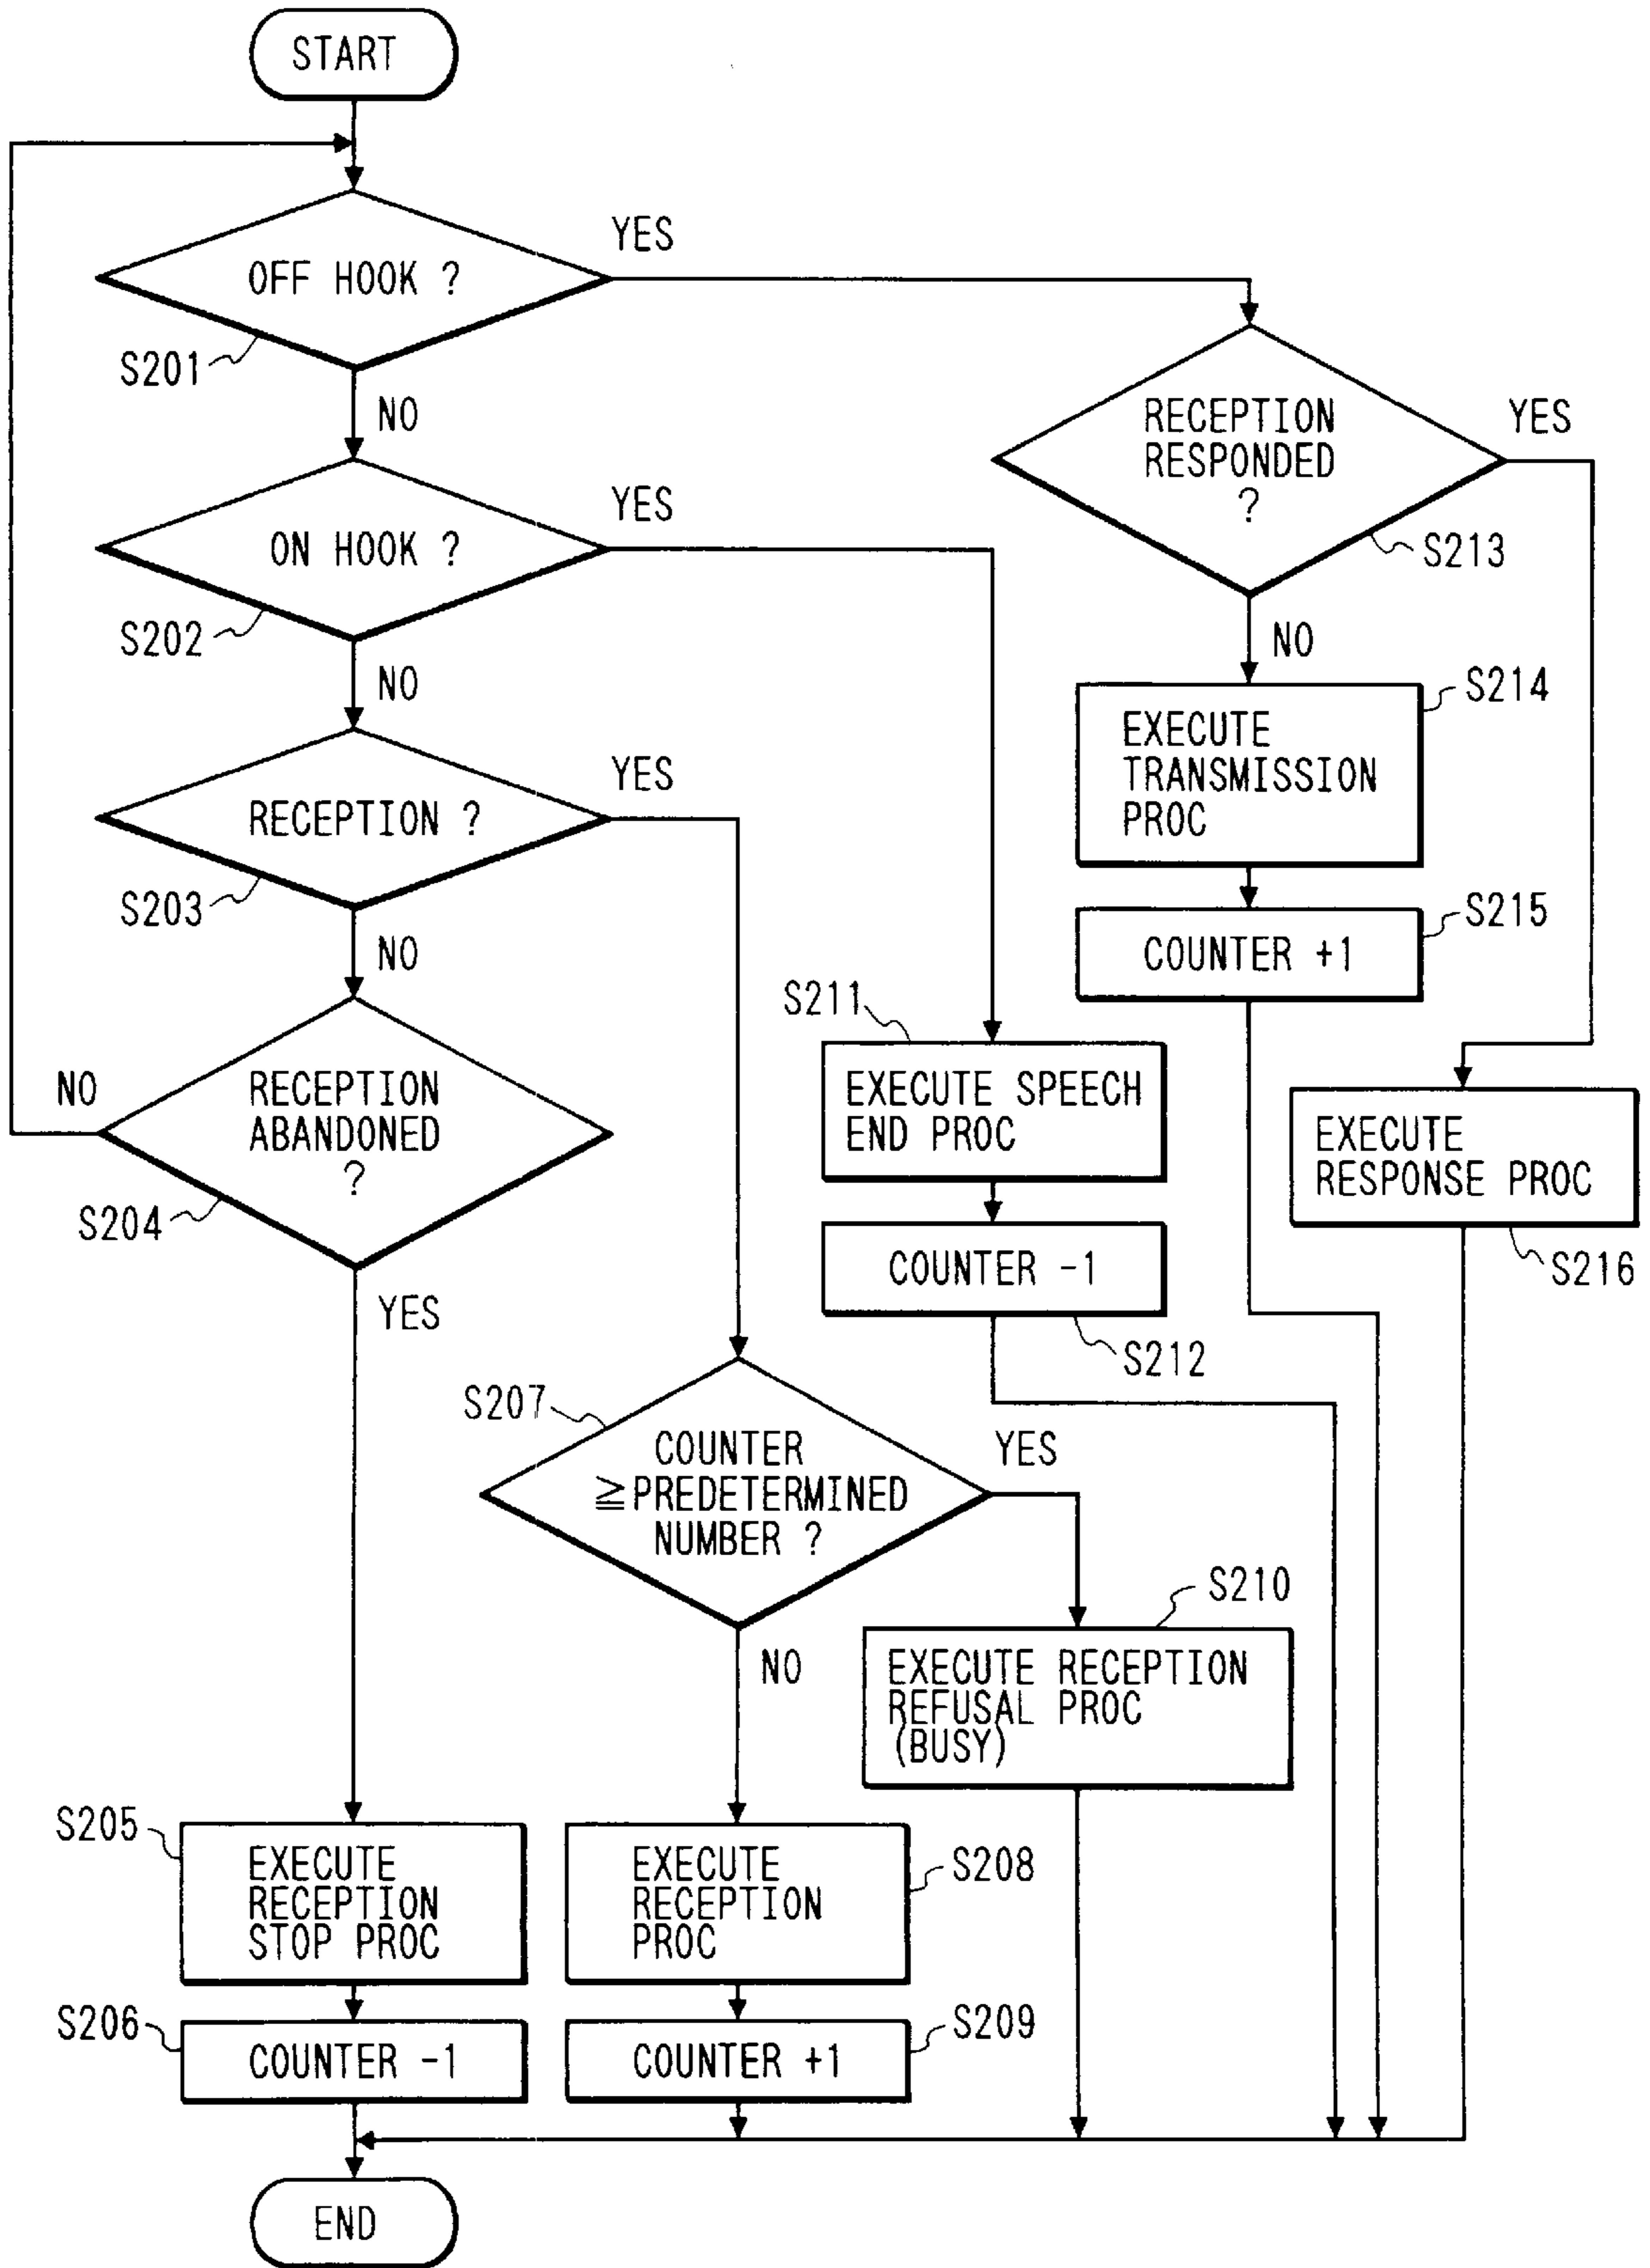 START
OFF HOOK ?
YES
S201
NO
ON HOOK ?
YES
S202
NO
RECEPTION ?
YES
S203
NO
RECEPTION
ABANDONED
?
NO
S204
YES
S205
EXECUTE
RECEPTION
STOP PROC
S206
COUNTER -1
S207
COUNTER
≧PREDETERMINED
NUMBER ?
YES
NO
S208
EXECUTE
RECEPTION
PROC
S209
COUNTER +1
S210
EXECUTE RECEPTION
REFUSAL PROC
(BUSY)
S211
EXECUTE SPEECH
END PROC
COUNTER -1
S212
RECEPTION
RESPONDED
?
YES
S213
NO
S214
EXECUTE
TRANSMISSION
PROC
S215
COUNTER +1
EXECUTE
RESPONSE PROC
S216
END